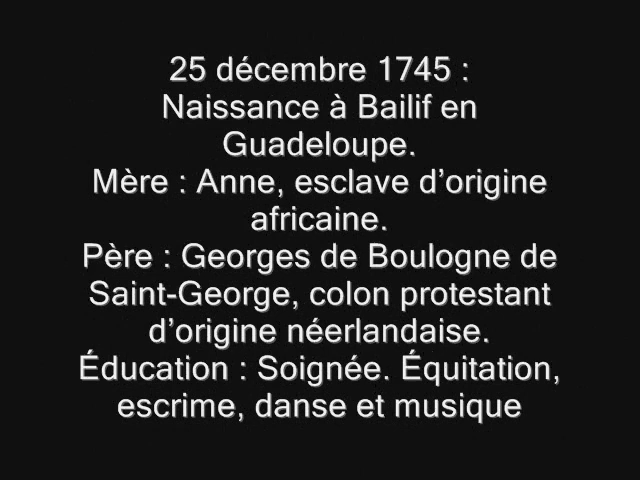 25 décembre 1745 :
Naissance à Bailif en
Guadeloupe.
Mère : Anne, esclave d’origine
africaine.
Père : Georges de Boulogne de
Saint-George, colon protestant
d’origine néerlandaise.
Éducation : Soignée. Équitation,
escrime, danse et musique